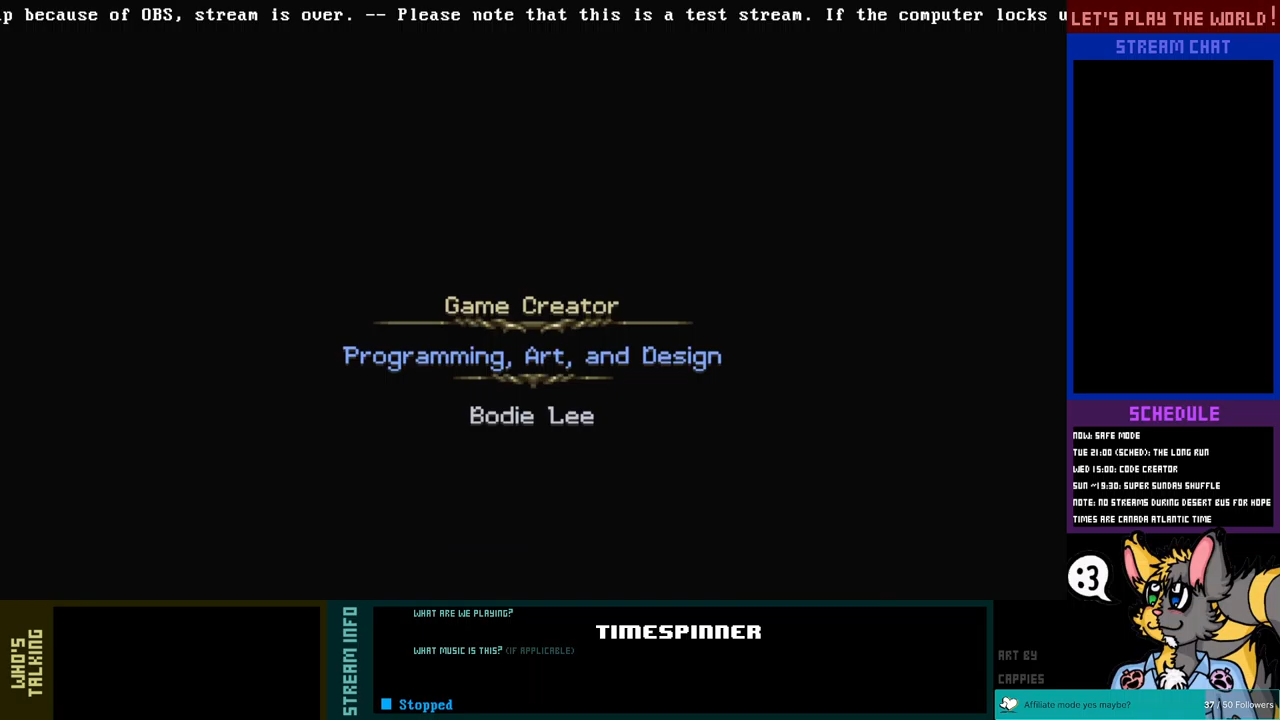 p because of OBS, stream is over. -- Please note that this is a test stream. If the computer locks u
LET'S PLAY THE WORLD!
STREAM CHAT
Game Creator
Programming, Art, and Design
Bodie Lee
SCHEDULE
NOW: SAFE MODE
TUE 21:00 (SCHED): THE LONG RUN
WED 15:00: CODE CREATOR
SUN ~19:30: SUPER SUNDAY SHUFFLE
NOTE: NO STREAMS DURING DESERT BUS FOR HOPE
TIMES ARE CANADA ATLANTIC TIME
:3
WHO'S TALKING
STREAM INFO
WHAT ARE WE PLAYING?
TIMESPINNER
WHAT MUSIC IS THIS? (IF APPLICABLE)
Stopped
ART BY
CAPPIES
Affiliate mode yes maybe? 37 / 50 Followers